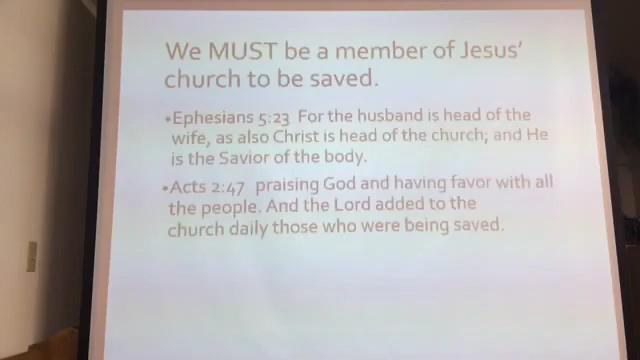 We MUST be a member of Jesus'
church to be saved.
•Ephesians 5:23 For the husband is head of the
wife, as also Christ is head of the church; and He
is the Savior of the body.
•Acts 2:47 praising God and having favor with all
the people. And the Lord added to the
church daily those who were being saved.